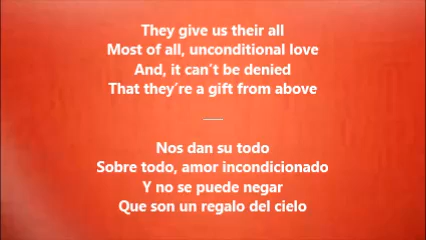 They give us their all
Most of all, unconditional love
And, it can´t be denied
That they´re a gift from above
___
Nos dan su todo
Sobre todo, amor incondicionado
Y no se puede negar
Que son un regalo del cielo